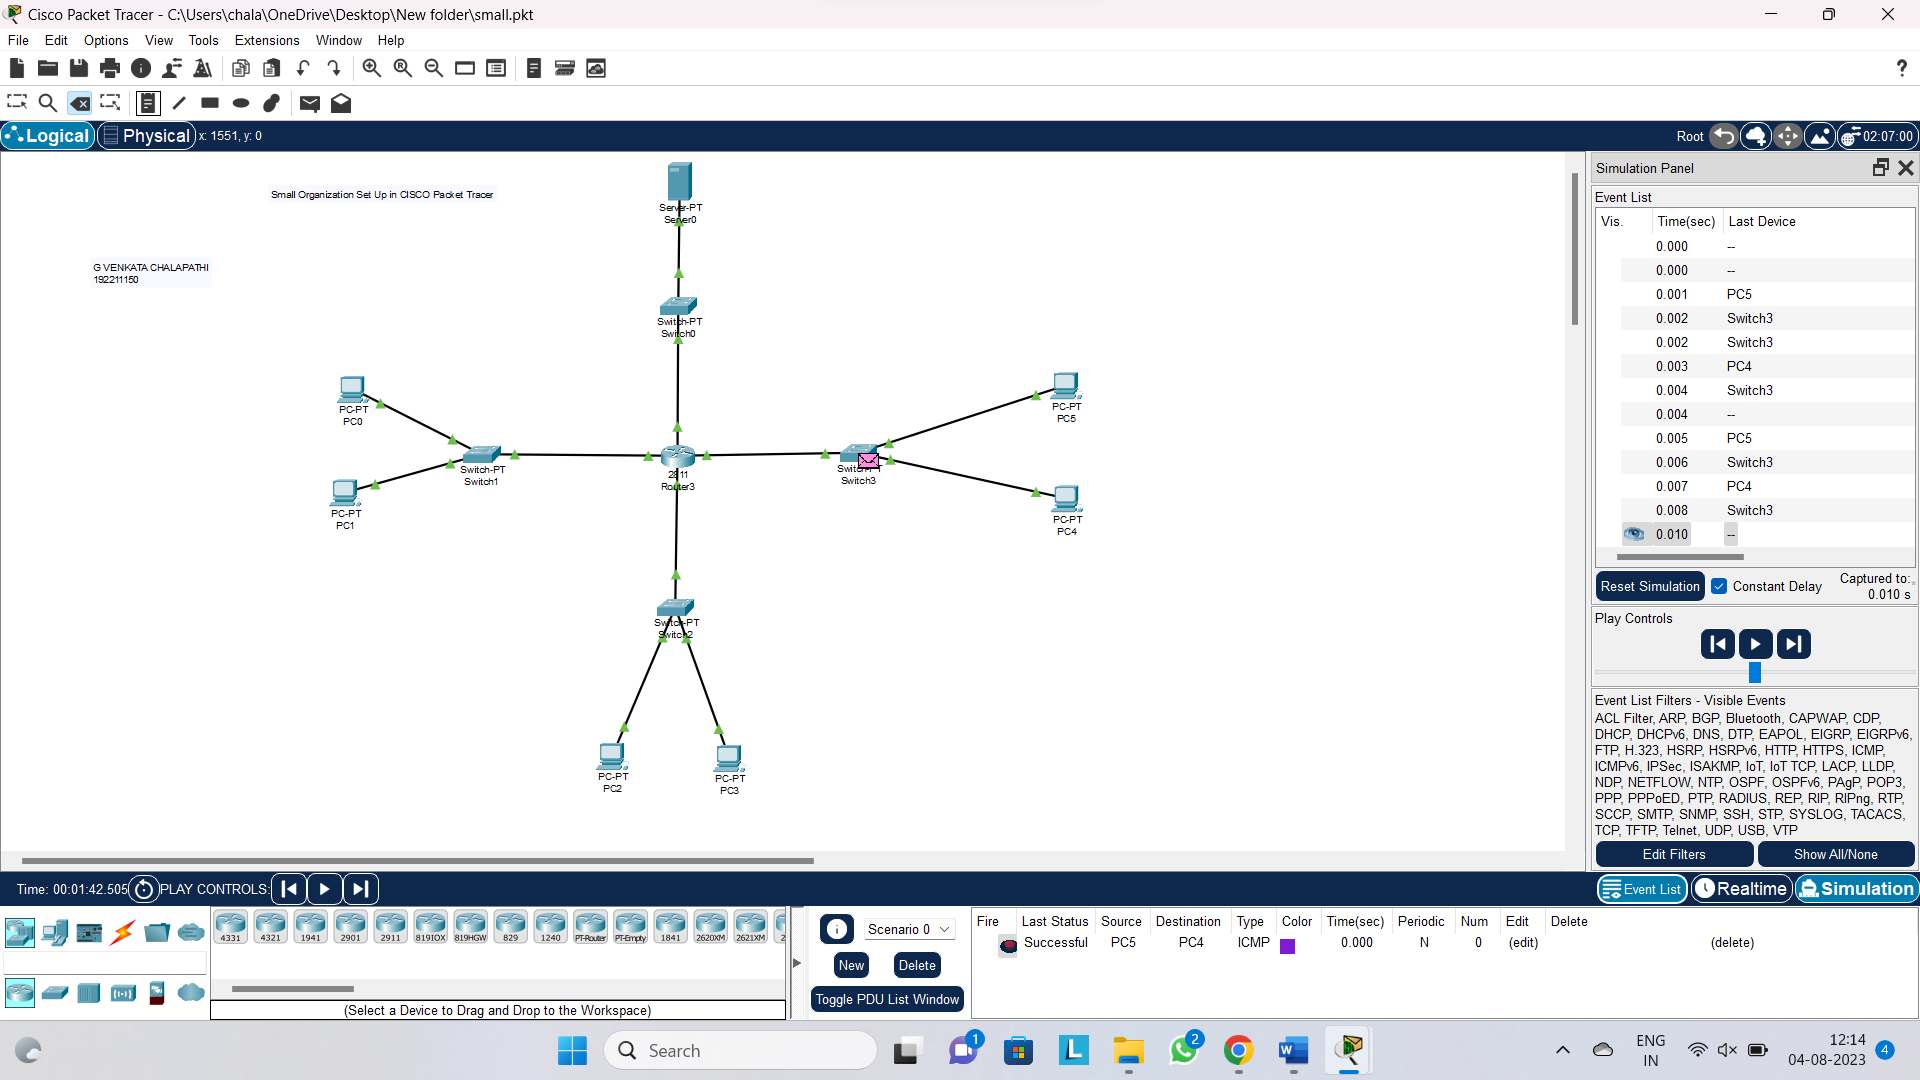 Cisco Packet Tracer - C:\Users\chala\OneDrive\Desktop\New folder\small.pkt
File Edit Options View Tools Extensions Window Help
?
Logical Physical x: 1551, y: 0
Root 02:07:00
Small Organization Set Up in CISCO Packet Tracer
G VENKATA CHALAPATHI
192211150
Server-PT
Server0
Switch-PT
Switch0
PC-PT
PC0
PC-PT
PC1
Switch-PT
Switch1
2811
Router3
Switch-PT
Switch3
PC-PT
PC5
PC-PT
PC4
Switch-PT
Switch2
PC-PT
PC2
PC-PT
PC3
Simulation Panel
Event List
Vis. Time(sec) Last Device
0.000 --
0.000 --
0.001 PC5
0.002 Switch3
0.002 Switch3
0.003 PC4
0.004 Switch3
0.004 --
0.005 PC5
0.006 Switch3
0.007 PC4
0.008 Switch3
0.010 --
Reset Simulation Constant Delay Captured to:
0.010 s
Play Controls
Event List Filters - Visible Events
ACL Filter, ARP, BGP, Bluetooth, CAPWAP, CDP,
DHCP, DHCPv6, DNS, DTP, EAPOL, EIGRP, EIGRPv6,
FTP, H.323, HSRP, HSRPv6, HTTP, HTTPS, ICMP,
ICMPv6, IPSec, ISAKMP, IoT, IoT TCP, LACP, LLDP,
NDP, NETFLOW, NTP, OSPF, OSPFv6, PAgP, POP3,
PPP, PPPoED, PTP, RADIUS, REP, RIP, RIPng, RTP,
SCCP, SMTP, SNMP, SSH, STP, SYSLOG, TACACS,
TCP, TFTP, Telnet, UDP, USB, VTP
Edit Filters Show All/None
Time: 00:01:42.505 PLAY CONTROLS:
Event List Realtime Simulation
4331 4321 1941 2901 2911 819IOX 819HGW 829 1240 PT-Router PT-Empty 1841 2620XM 2621XM
(Select a Device to Drag and Drop to the Workspace)
Scenario 0
New Delete
Toggle PDU List Window
Fire Last Status Source Destination Type Color Time(sec) Periodic Num Edit Delete
Successful PC5 PC4 ICMP 0.000 N 0 (edit) (delete)
Search
1
L
2
W
ENG
IN
12:14
04-08-2023
4